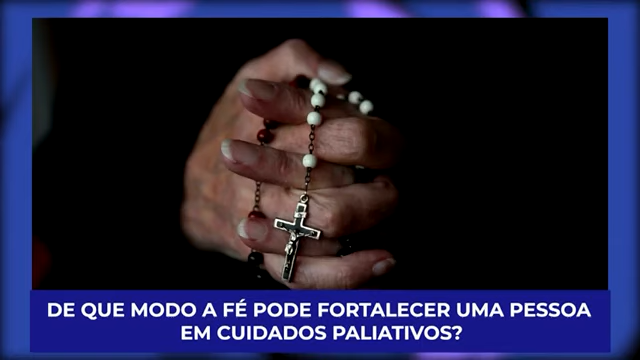 DE QUE MODO A FÉ PODE FORTALECER UMA PESSOA
EM CUIDADOS PALIATIVOS?